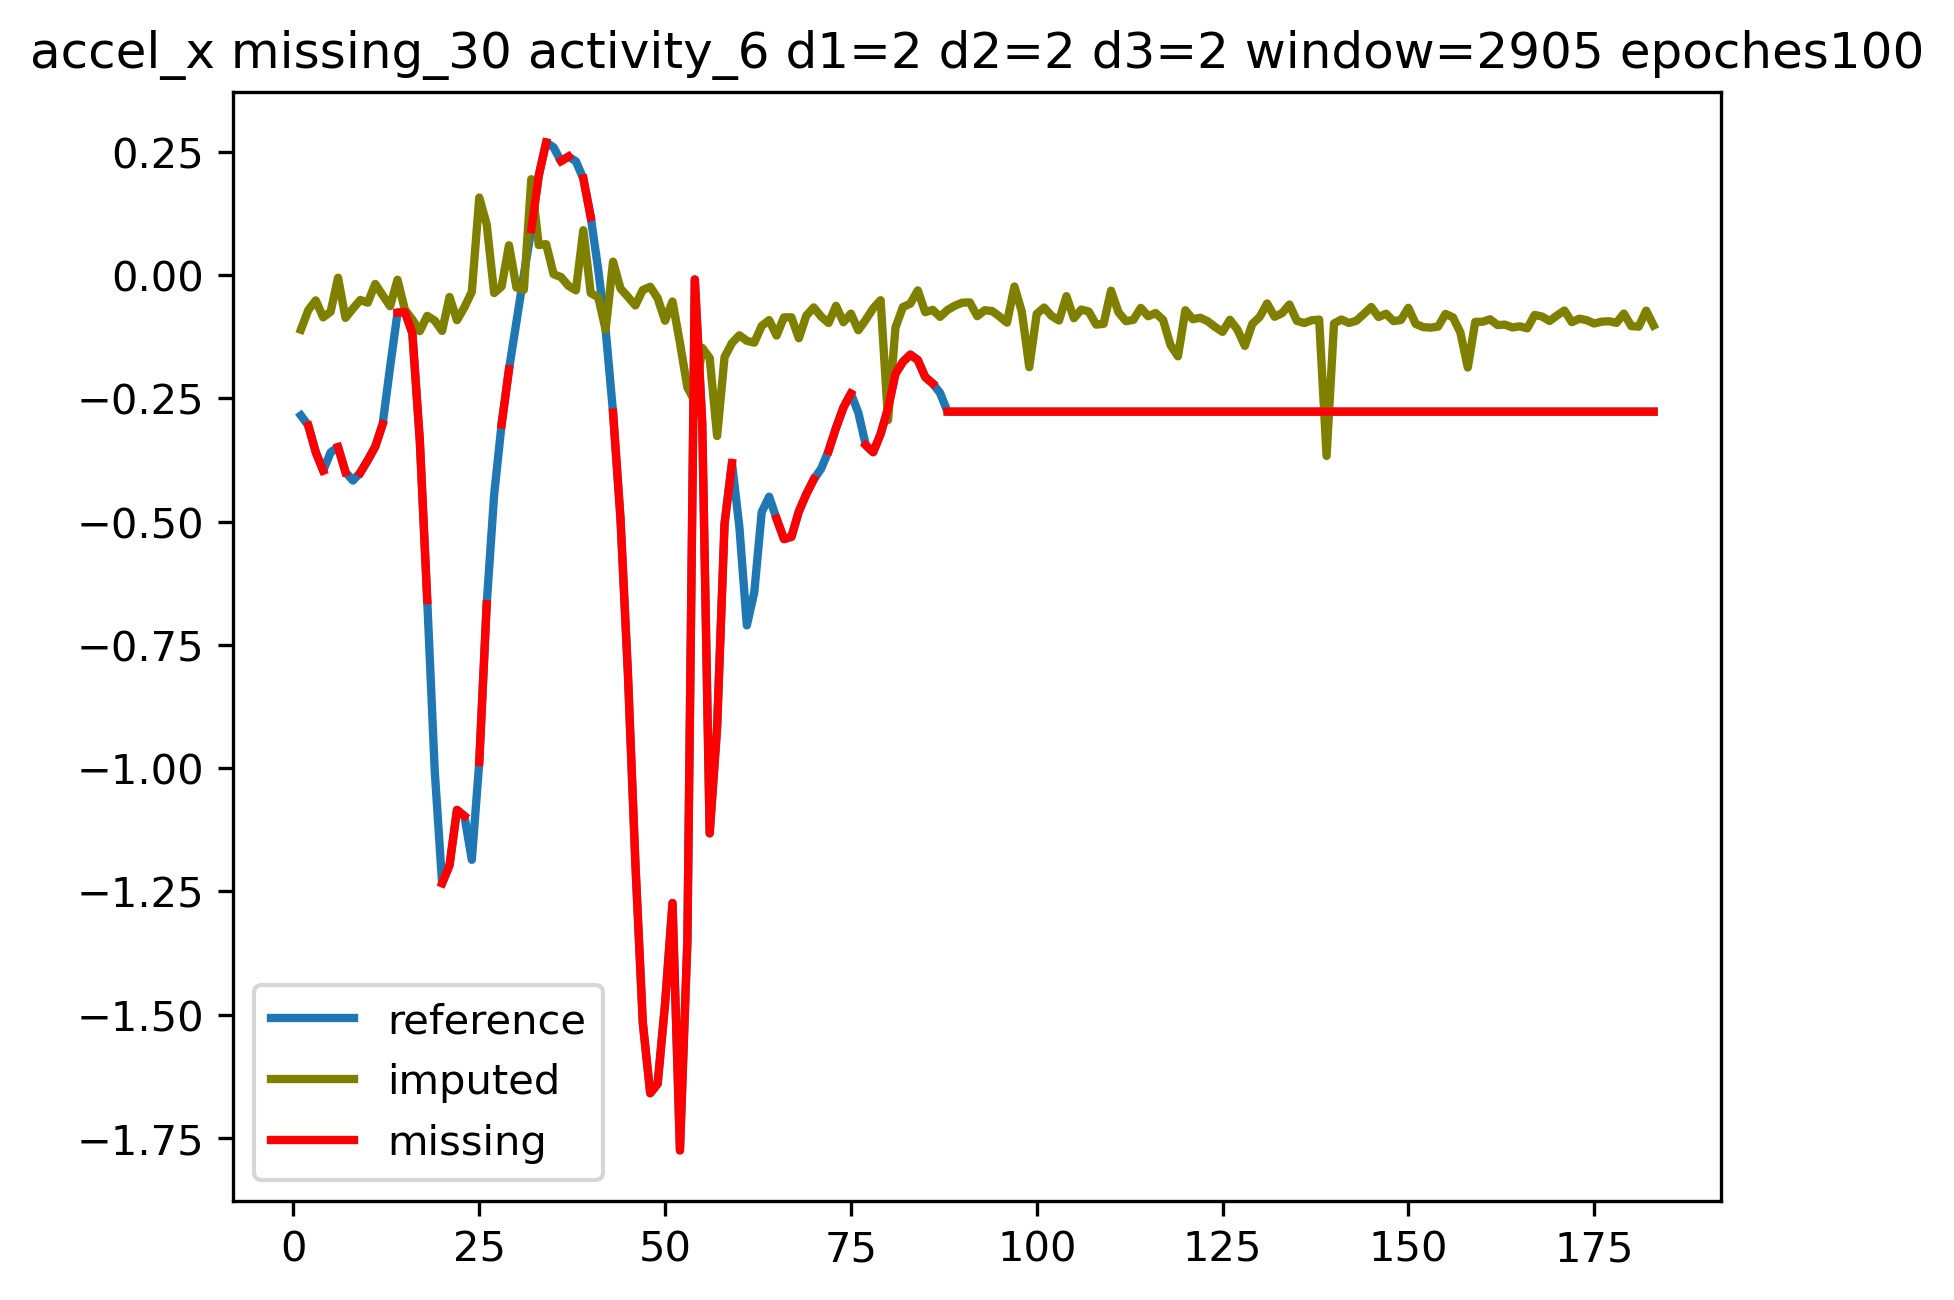 accel_x missing_30 activity_6 d1=2 d2=2 d3=2 window=2905 epoches100
0.25
0.00
−0.25
−0.50
−0.75
−1.00
−1.25
−1.50
−1.75
reference
imputed
missing
0 25 50 75 100 125 150 175